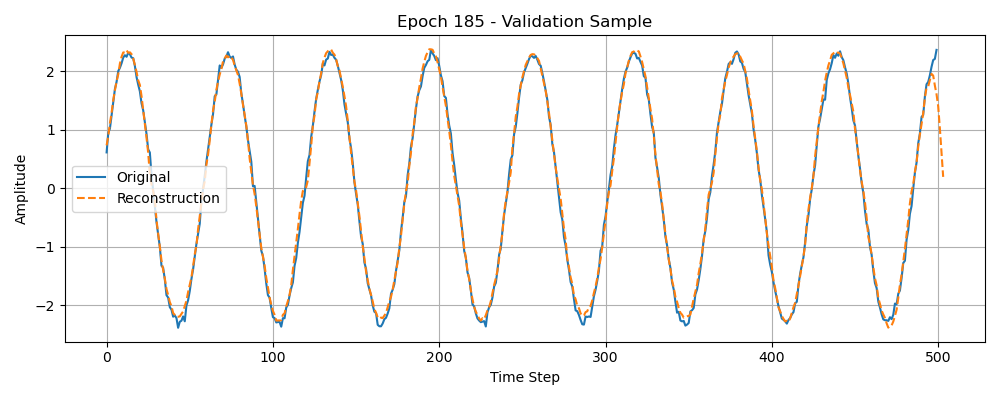 Epoch 185 - Validation Sample
Amplitude
2
1
0
−1
−2
Original
Reconstruction
0 100 200 300 400 500
Time Step